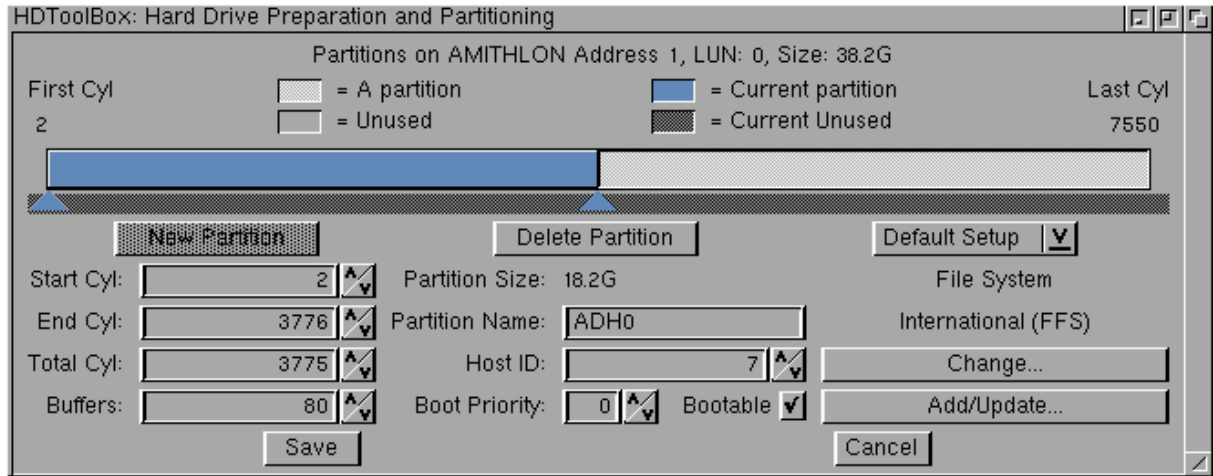 HDToolBox: Hard Drive Preparation and Partitioning
Partitions on AMITHLON Address 1, LUN: 0, Size: 38.2G
First Cyl = A partition = Current partition Last Cyl
2 = Unused = Current Unused 7550
New Partition Delete Partition Default Setup
Start Cyl: 2 Partition Size: 18.2G File System
End Cyl: 3776 Partition Name: ADH0 International (FFS)
Total Cyl: 3775 Host ID: 7 Change...
Buffers: 80 Boot Priority: 0 Bootable Add/Update...
Save Cancel